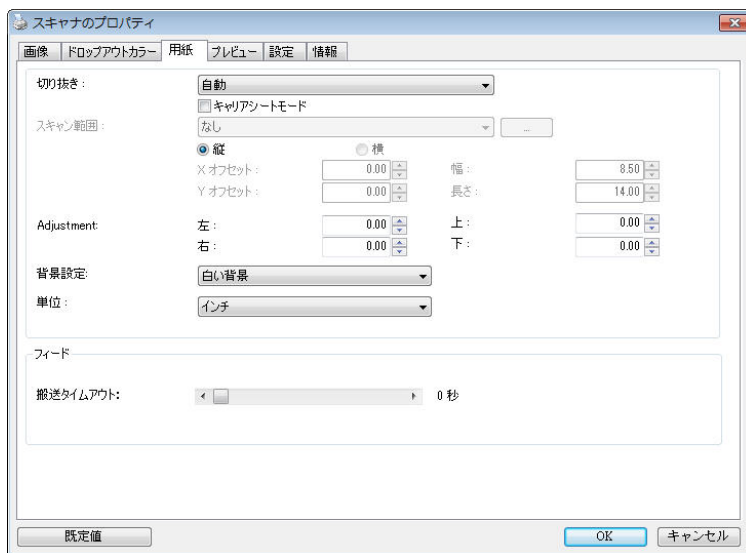 スキャナのプロパティ
画像 ドロップアウトカラー 用紙 プレビュー 設定 情報
切り抜き: 自動
キャリアシートモード
スキャン範囲: なし ...
縦 横
X オフセット: 0.00 幅: 8.50
Y オフセット: 0.00 長さ: 14.00
Adjustment: 左: 0.00 上: 0.00
右: 0.00 下: 0.00
背景設定: 白い背景
単位: インチ
フィード
搬送タイムアウト: 0 秒
既定値 OK キャンセル